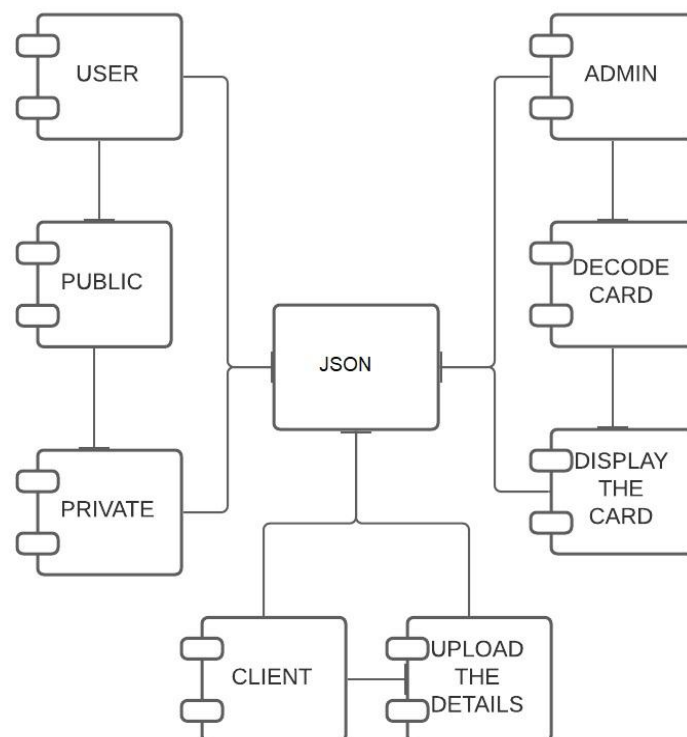 USER
ADMIN
PUBLIC
DECODE
CARD
JSON
PRIVATE
DISPLAY
THE
CARD
CLIENT
UPLOAD
THE
DETAILS